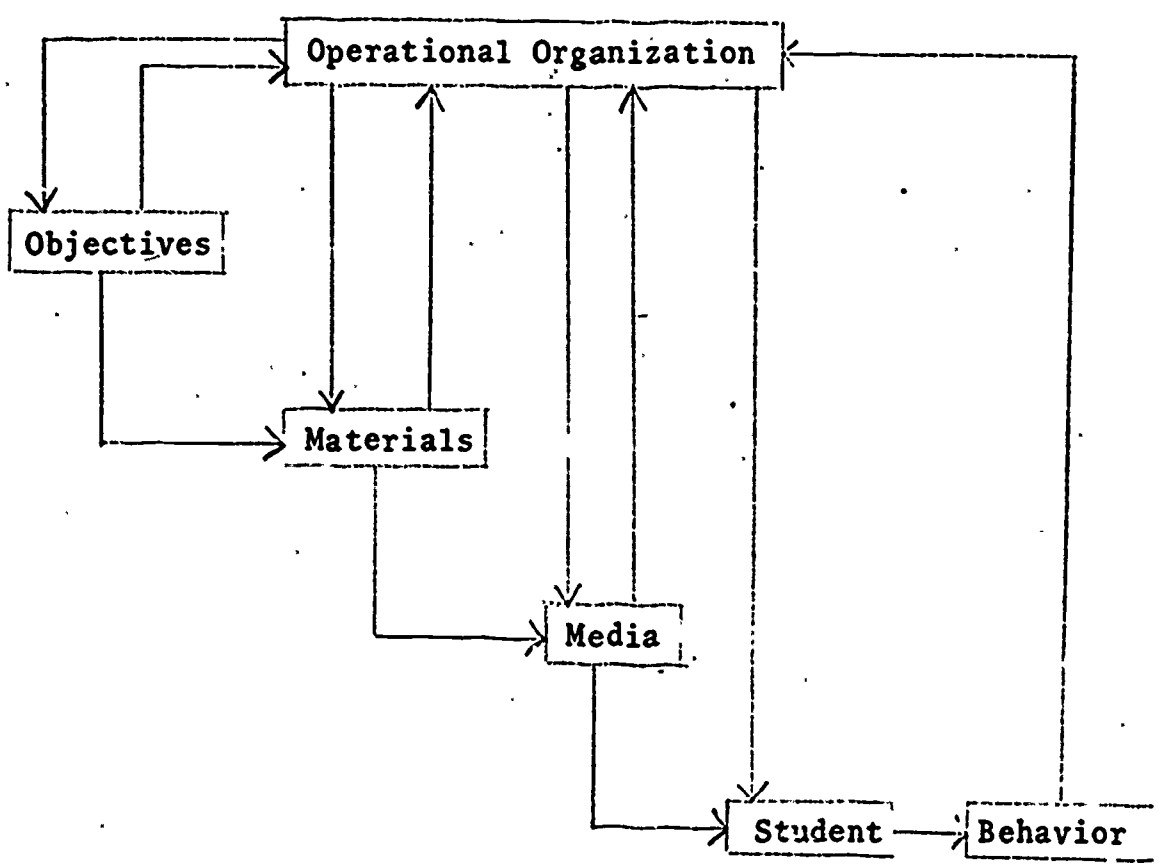 Operational Organization
Objectives
Materials
Media
Student
Behavior